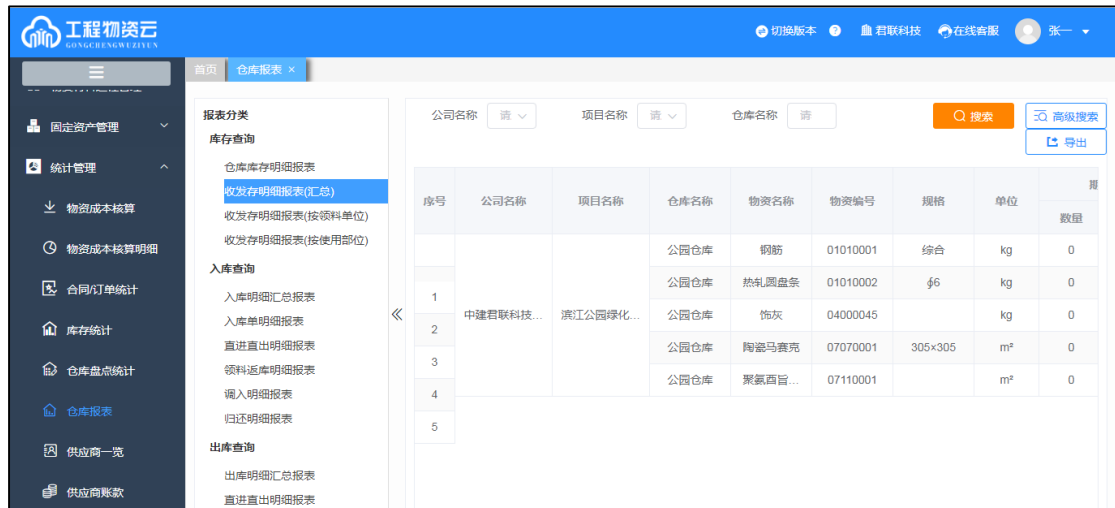 工程物资云
GONGCHENGWUZIYUN
切换版本
君联科技
在线客服
张一
首页
仓库报表 ×
固定资产管理
统计管理
物资成本核算
物资成本核算明细
合同/订单统计
库存统计
仓库盘点统计
仓库报表
供应商一览
供应商账款
报表分类
库存查询
仓库库存明细报表
收发存明细报表(汇总)
收发存明细报表(按领料单位)
收发存明细报表(按使用部位)
入库查询
入库明细汇总报表
入库单明细报表
直进直出明细报表
领料返库明细报表
调入明细报表
归还明细报表
出库查询
出库明细汇总报表
直进直出明细报表
公司名称 请 项目名称 请 仓库名称 请 搜索 高级搜索
导出
序号 公司名称 项目名称 仓库名称 物资名称 物资编号 规格 单位 期
数量
中建君联科技... 滨江公园绿化...
公园仓库 钢筋 01010001 综合 kg 0
公园仓库 热轧圆盘条 01010002 ∮6 kg 0
公园仓库 饰灰 04000045 kg 0
公园仓库 陶瓷马赛克 07070001 305×305 m² 0
公园仓库 聚氨酉旨... 07110001 m² 0
1
2
3
4
5